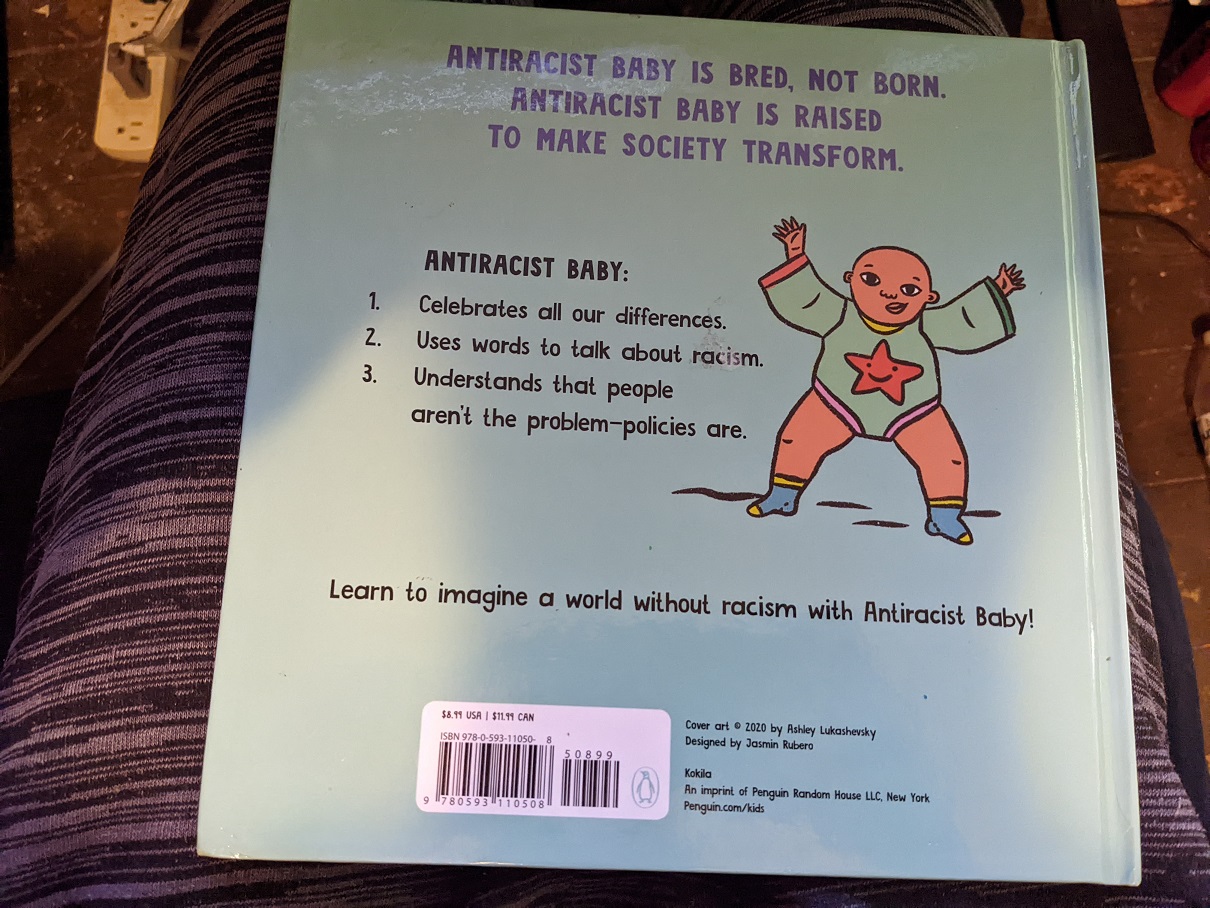 ANTIRACIST BABY IS BRED, NOT BORN.
ANTIRACIST BABY IS RAISED
TO MAKE SOCIETY TRANSFORM.
ANTIRACIST BABY:
1. Celebrates all our differences.
2. Uses words to talk about racism.
3. Understands that people
aren't the problem—policies are.
Learn to imagine a world without racism with Antiracist Baby!
$8.99 USA | $11.99 CAN
ISBN 978-0-593-11050- 8
50899
9 780593 110508
Cover art © 2020 by Ashley Lukashevsky
Designed by Jasmin Rubero
Kokila
An imprint of Penguin Random House LLC, New York
Penguin.com/kids